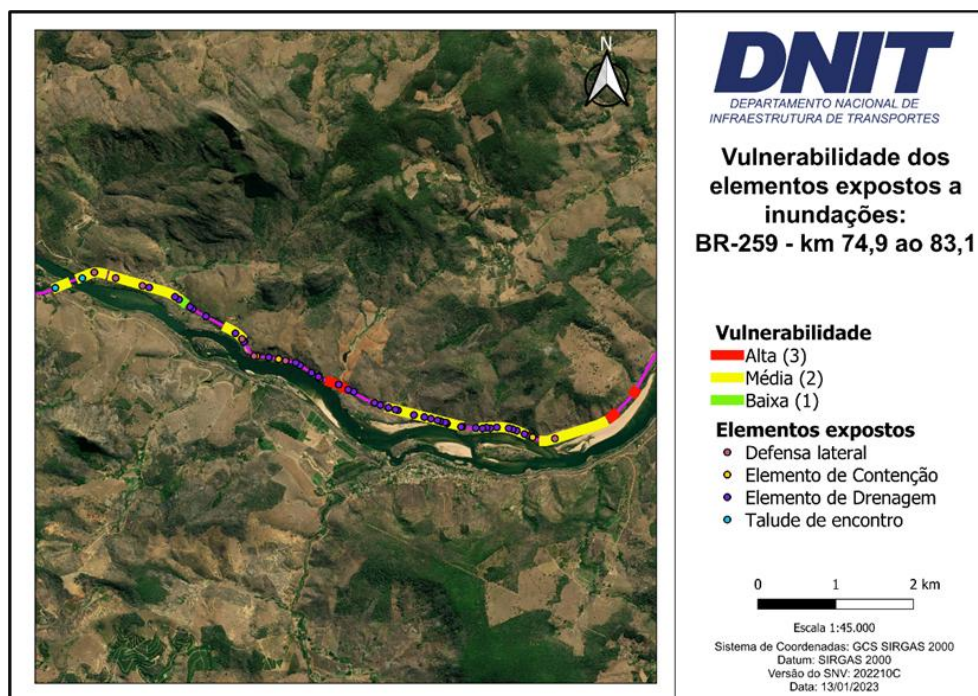 N
DNIT
DEPARTAMENTO NACIONAL DE
INFRAESTRUTURA DE TRANSPORTES
Vulnerabilidade dos
elementos expostos a
inundações:
BR-259 - km 74,9 ao 83,1
Vulnerabilidade
Alta (3)
Média (2)
Baixa (1)
Elementos expostos
Defensa lateral
Elemento de Contenção
Elemento de Drenagem
Talude de encontro
0 1 2 km
Escala 1:45.000
Sistema de Coordenadas: GCS SIRGAS 2000
Datum: SIRGAS 2000
Versão do SNV: 202210C
Data: 13/01/2023